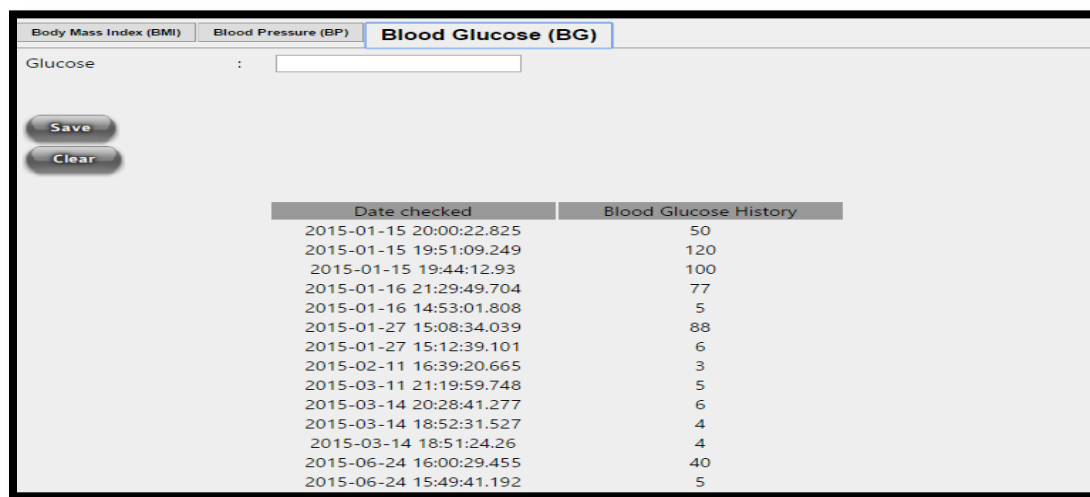 Body Mass Index (BMI) Blood Pressure (BP) Blood Glucose (BG)
Glucose :
Save
Clear
Date checked Blood Glucose History
2015-01-15 20:00:22.825 50
2015-01-15 19:51:09.249 120
2015-01-15 19:44:12.93 100
2015-01-16 21:29:49.704 77
2015-01-16 14:53:01.808 5
2015-01-27 15:08:34.039 88
2015-01-27 15:12:39.101 6
2015-02-11 16:39:20.665 3
2015-03-11 21:19:59.748 5
2015-03-14 20:28:41.277 6
2015-03-14 18:52:31.527 4
2015-03-14 18:51:24.26 4
2015-06-24 16:00:29.455 40
2015-06-24 15:49:41.192 5